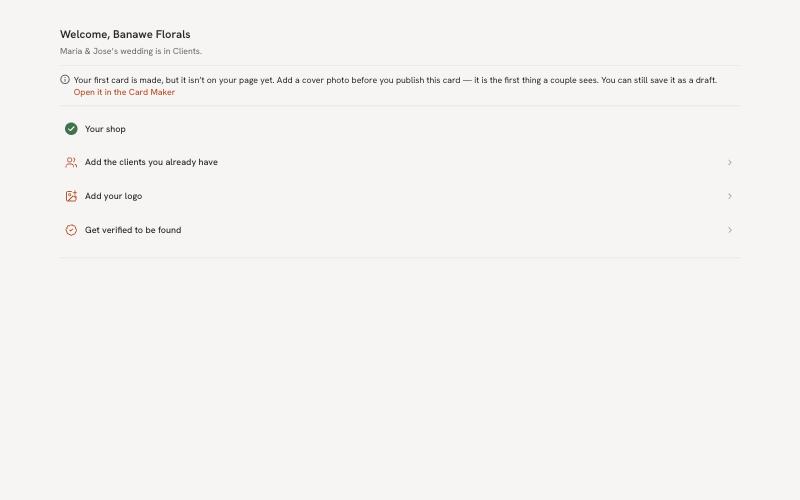 Welcome, Banawe Florals
Maria & Jose's wedding is in Clients.
Your first card is made, but it isn't on your page yet. Add a cover photo before you publish this card — it is the first thing a couple sees. You can still save it as a draft.
Open it in the Card Maker
Your shop
Add the clients you already have
Add your logo
Get verified to be found